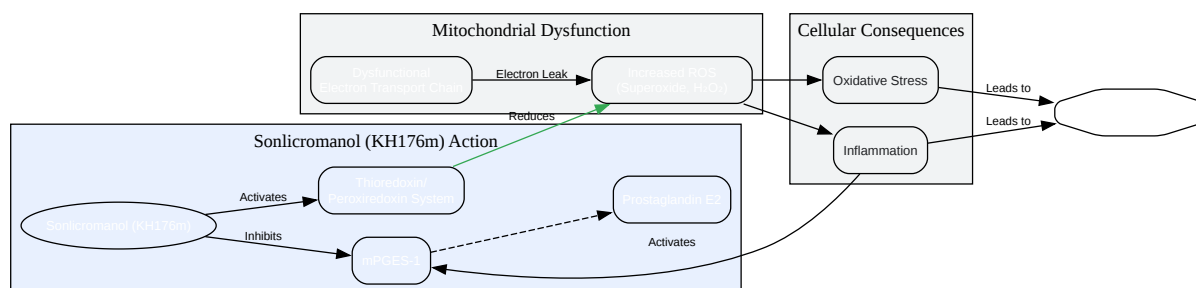 Mitochondrial Dysfunction
Dysfunctional
Electron Transport Chain
Electron Leak
Increased ROS
(Superoxide, H₂O₂)
Cellular Consequences
Oxidative Stress
Inflammation
Leads to
Leads to
Reduces
Sonlicromanol (KH176m) Action
Sonlicromanol (KH176m)
Activates
Inhibits
Thioredoxin/
Peroxiredoxin System
mPGES-1
Prostaglandin E2
Activates